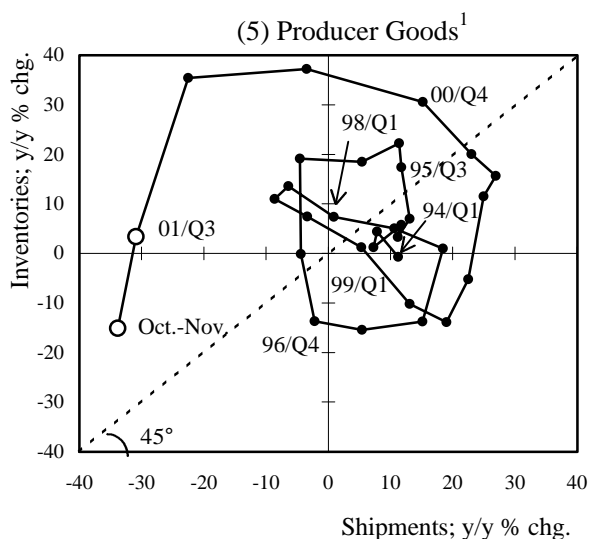 (5) Producer Goods1
Inventories; y/y % chg.
40
30
20
10
0
-10
-20
-30
-40
00/Q4
98/Q1
95/Q3
94/Q1
01/Q3
99/Q1
Oct.-Nov.
96/Q4
45°
-40 -30 -20 -10 0 10 20 30 40
Shipments; y/y % chg.